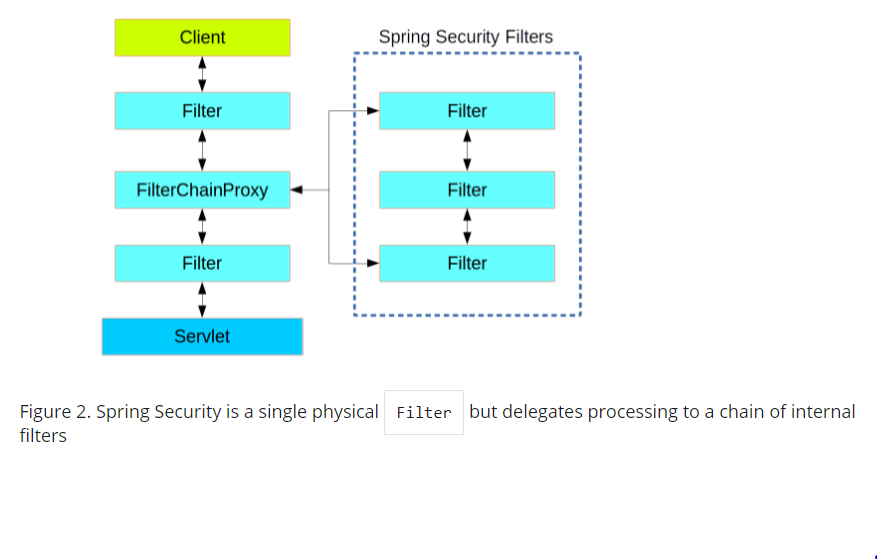 Client
Filter
FilterChainProxy
Filter
Servlet
Spring Security Filters
Filter
Filter
Filter
Figure 2. Spring Security is a single physical Filter but delegates processing to a chain of internal
filters